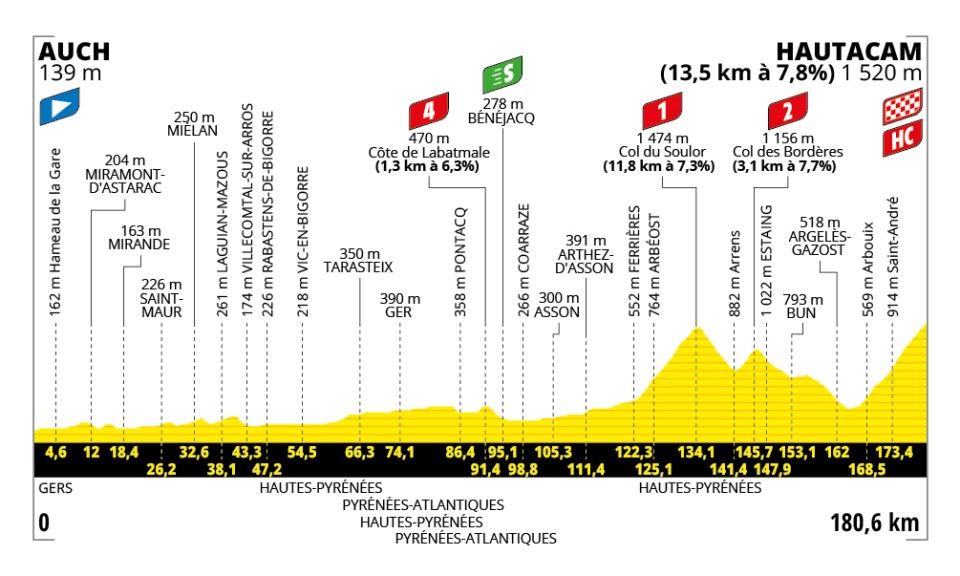 AUCH
139 m
HAUTACAM
(13,5 km à 7,8%) 1 520 m
162 m Hameau de la Gare
204 m
MIRAMONT-
D'ASTARAC
163 m
MIRANDE
226 m
SAINT-
MAUR
250 m
MIÉLAN
261 m LAGUIAN-MAZOUS
174 m VILLECOMTAL-SUR-ARROS
226 m RABASTENS-DE-BIGORRE
218 m VIC-EN-BIGORRE
350 m
TARASTEIX
390 m
GER
358 m PONTACQ
4
470 m
Côte de Labatmale
(1,3 km à 6,3%)
S
278 m
BÉNÉJACQ
266 m COARRAZE
300 m
ASSON
391 m
ARTHEZ-
D'ASSON
552 m FERRIÈRES
764 m ARBÉOST
1
1 474 m
Col du Soulor
(11,8 km à 7,3%)
882 m Arrens
2
1 156 m
Col des Bordères
(3,1 km à 7,7%)
1 022 m ESTAING
793 m
BUN
518 m
ARGELÈS-
GAZOST
569 m Arbouix
914 m Saint-André
HC
4,6 12 18,4 32,6 43,3 54,5 66,3 74,1 86,4 95,1 105,3 122,3 134,1 145,7 153,1 162 173,4
26,2 38,1 47,2 91,4 98,8 111,4 125,1 141,4 147,9 168,5
GERS HAUTES-PYRÉNÉES HAUTES-PYRÉNÉES
PYRÉNÉES-ATLANTIQUES
HAUTES-PYRÉNÉES
PYRÉNÉES-ATLANTIQUES
0 180,6 km